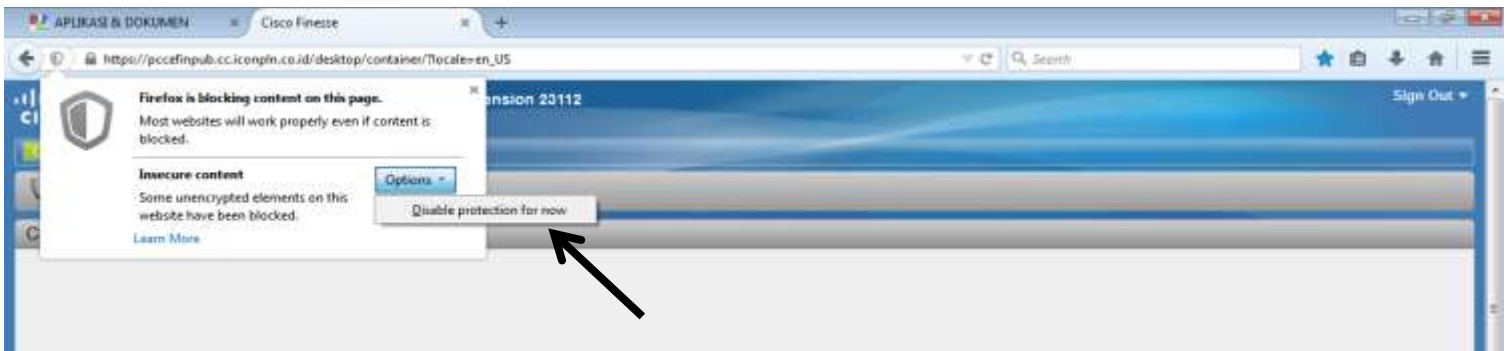 APLIKASI & DOKUMEN
Cisco Finesse
https://pccefinpub.cc.iconpln.co.id/desktop/container/?locale=en_US
Search
Firefox is blocking content on this page.
Most websites will work properly even if content is
blocked.
Insecure content
Some unencrypted elements on this
website have been blocked.
Learn More
Options
Disable protection for now
ension 23112
Sign Out